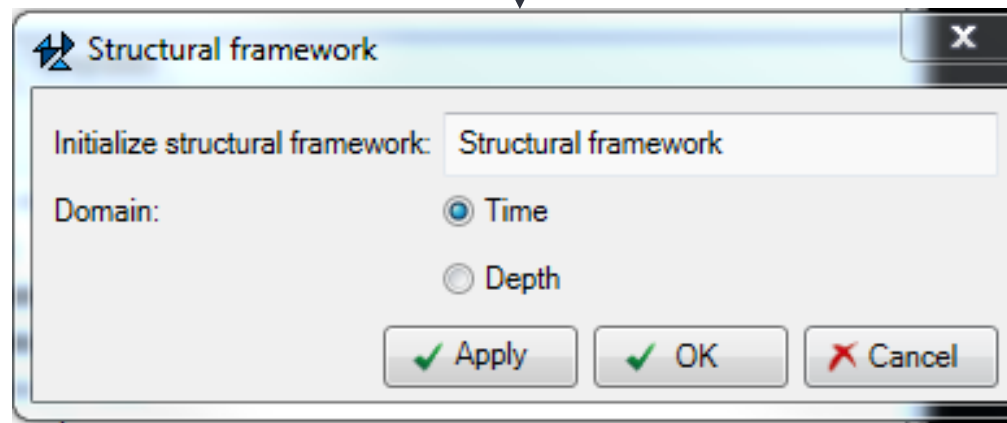 Structural framework
Initialize structural framework: Structural framework
Domain: Time
Depth
Apply OK Cancel